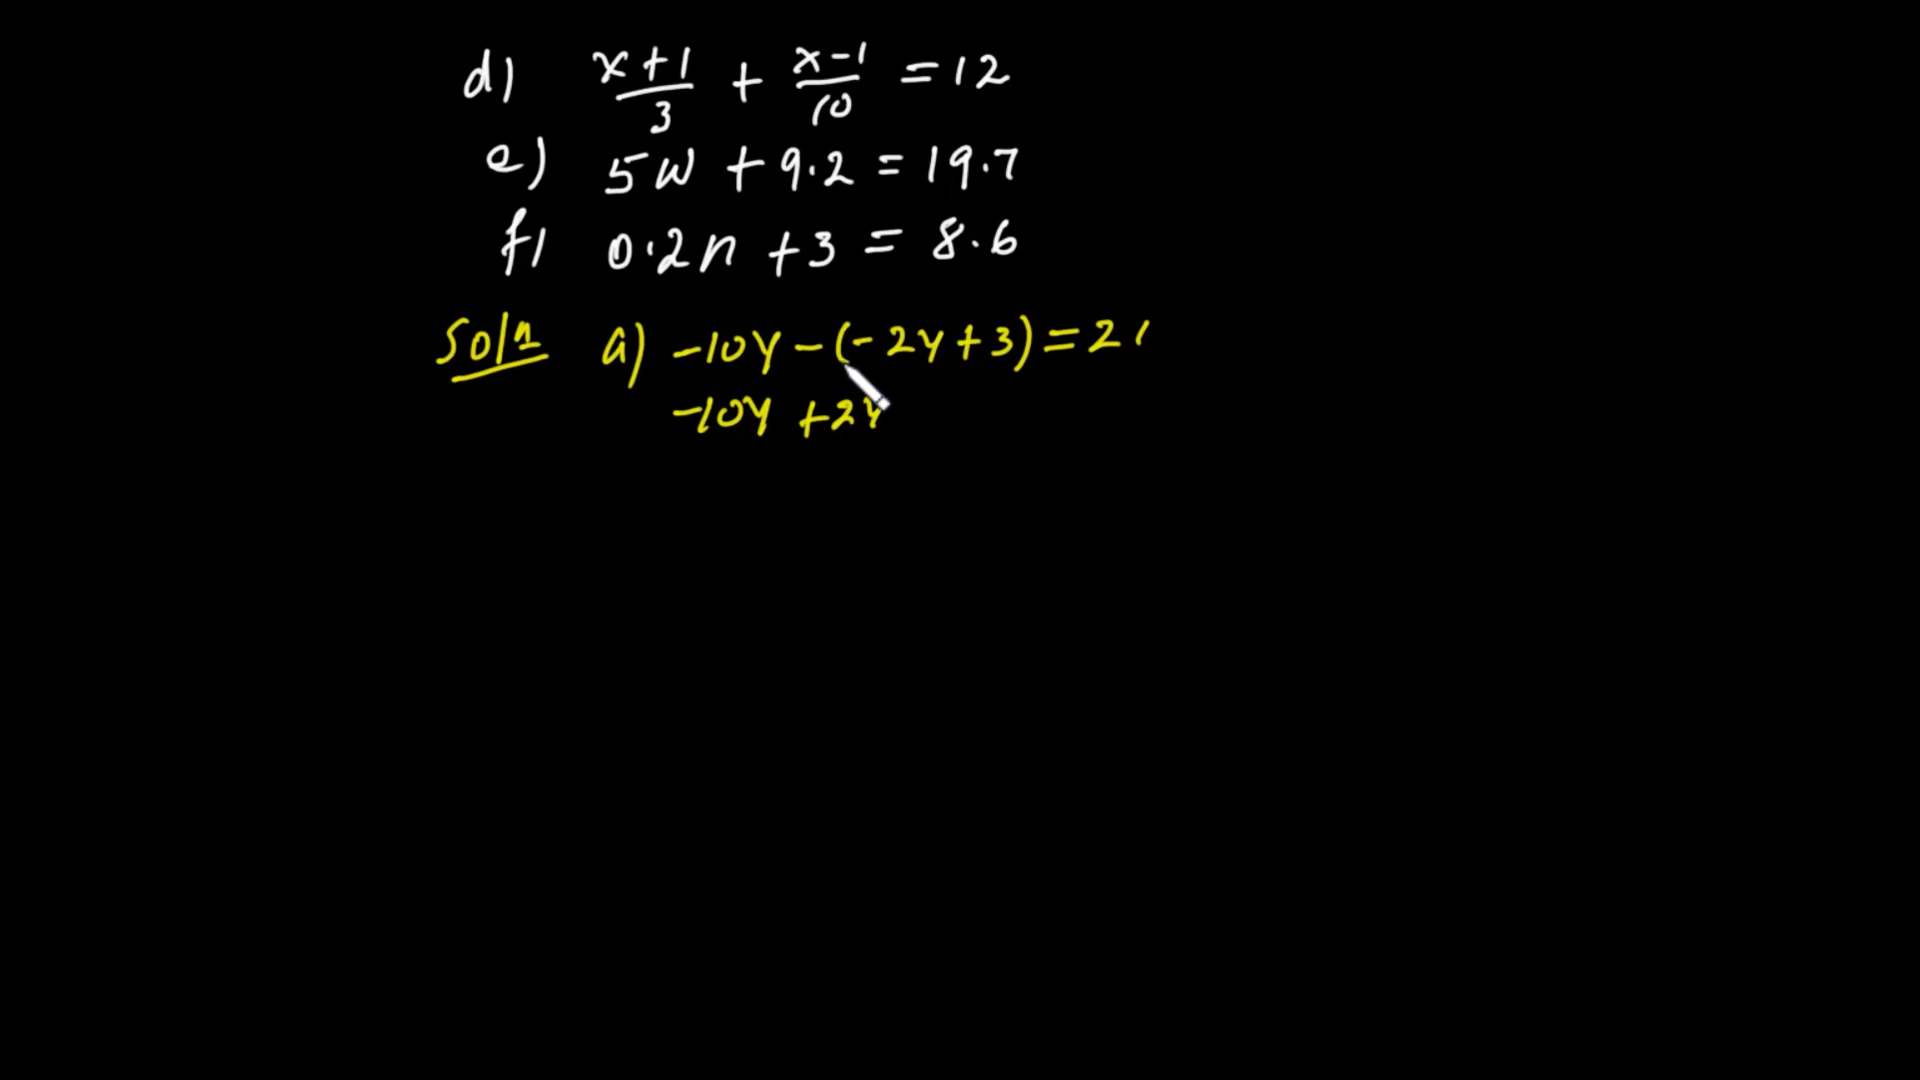 d) x+1/3 + x-1/10 = 12
e) 5w + 9.2 = 19.7
f) 0.2n + 3 = 8.6
Soln a) -10y - (-2y + 3) = 21
-10y + 2y